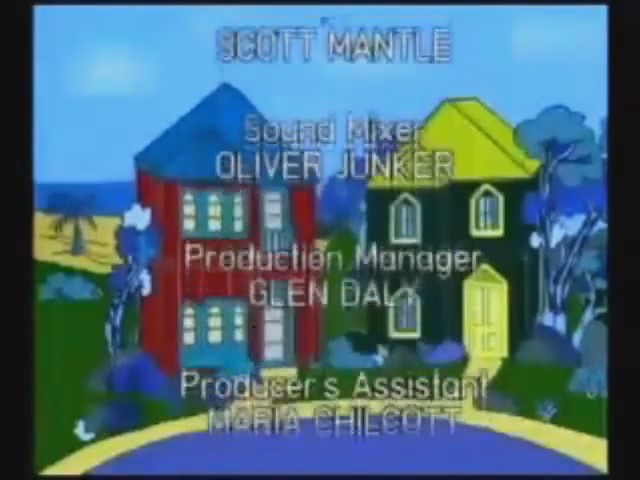 SCOTT MANTLE
Sound Mixer
OLIVER JUNKER
Production Manager
GLEN DALY
Producer's Assistant
MARIA CHILCOTT